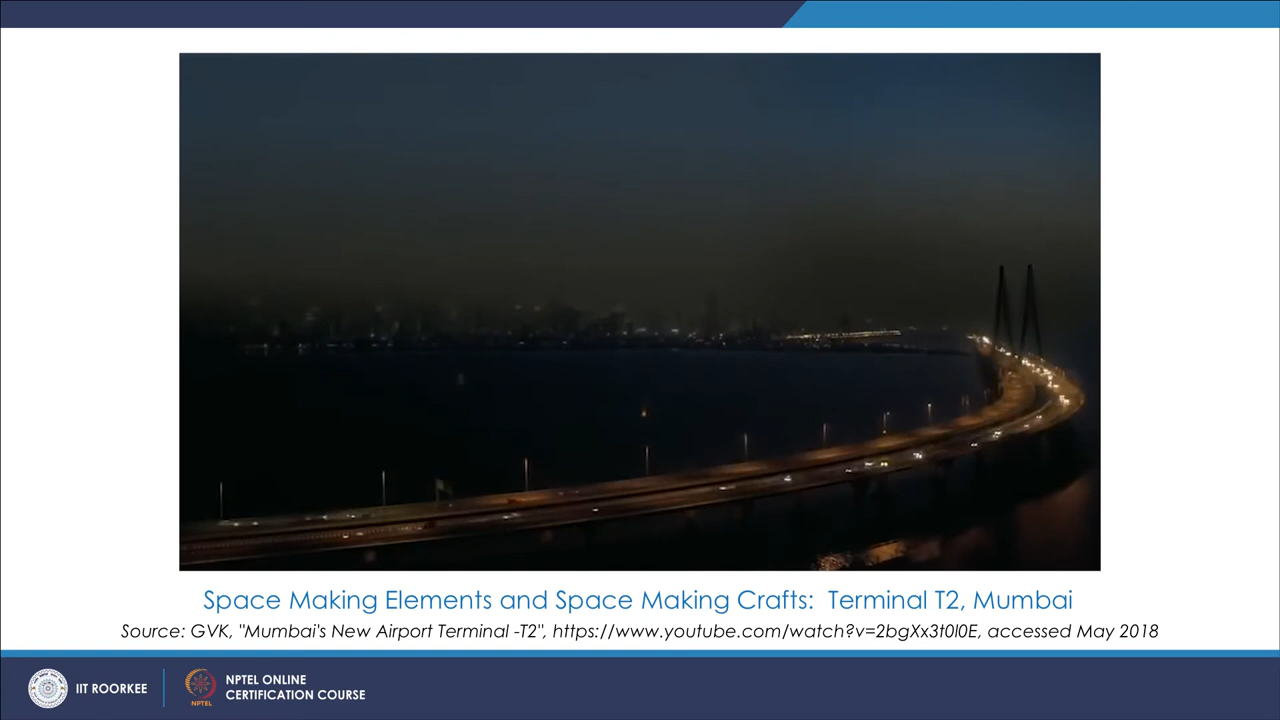 Space Making Elements and Space Making Crafts: Terminal T2, Mumbai
Source: GVK, "Mumbai's New Airport Terminal -T2", https://www.youtube.com/watch?v=2bgXx3t0l0E, accessed May 2018
IIT ROORKEE
NPTEL
NPTEL ONLINE
CERTIFICATION COURSE